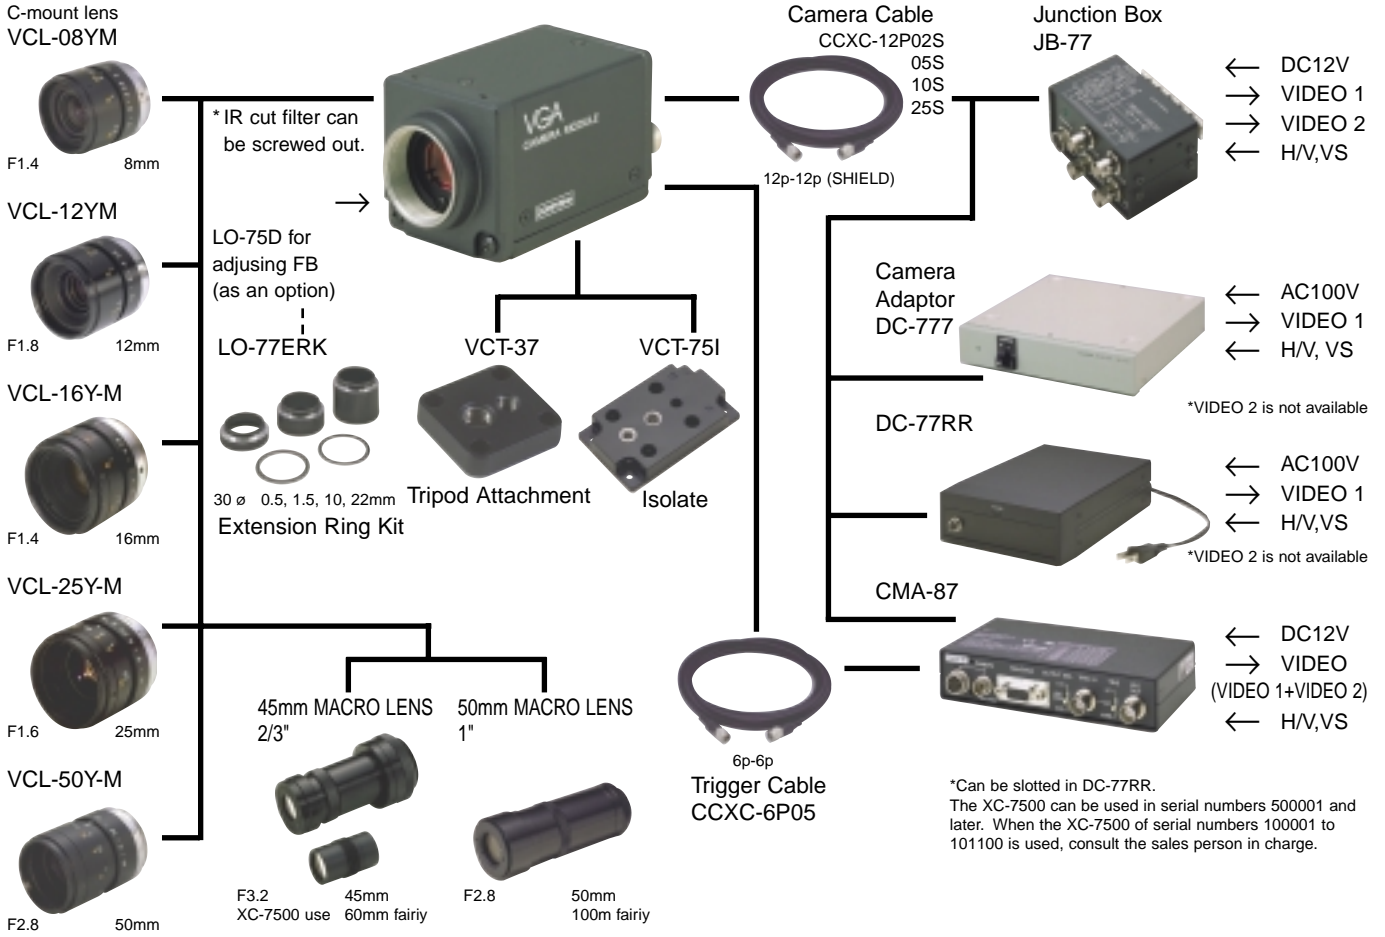 C-mount lens
VCL-08YM
F1.4 8mm
VCL-12YM
F1.8 12mm
VCL-16Y-M
F1.4 16mm
VCL-25Y-M
F1.6 25mm
VCL-50Y-M
F2.8 50mm
* IR cut filter can
be screwed out.
VGA
CAMERA MODULE
LO-75D for
adjusing FB
(as an option)
LO-77ERK
30 ø 0.5, 1.5, 10, 22mm
Extension Ring Kit
VCT-37
Tripod Attachment
VCT-75I
Isolate
45mm MACRO LENS
2/3"
F3.2 45mm
XC-7500 use 60mm fairiy
50mm MACRO LENS
1"
F2.8 50mm
100m fairiy
Camera Cable
CCXC-12P02S
05S
10S
25S
12p-12p (SHIELD)
6p-6p
Trigger Cable
CCXC-6P05
Junction Box
JB-77
← DC12V
→ VIDEO 1
→ VIDEO 2
← H/V,VS
Camera
Adaptor
DC-777
← AC100V
→ VIDEO 1
← H/V, VS
*VIDEO 2 is not available
DC-77RR
← AC100V
→ VIDEO 1
← H/V,VS
*VIDEO 2 is not available
CMA-87
← DC12V
→ VIDEO
(VIDEO 1+VIDEO 2)
← H/V,VS
*Can be slotted in DC-77RR.
The XC-7500 can be used in serial numbers 500001 and
later. When the XC-7500 of serial numbers 100001 to
101100 is used, consult the sales person in charge.